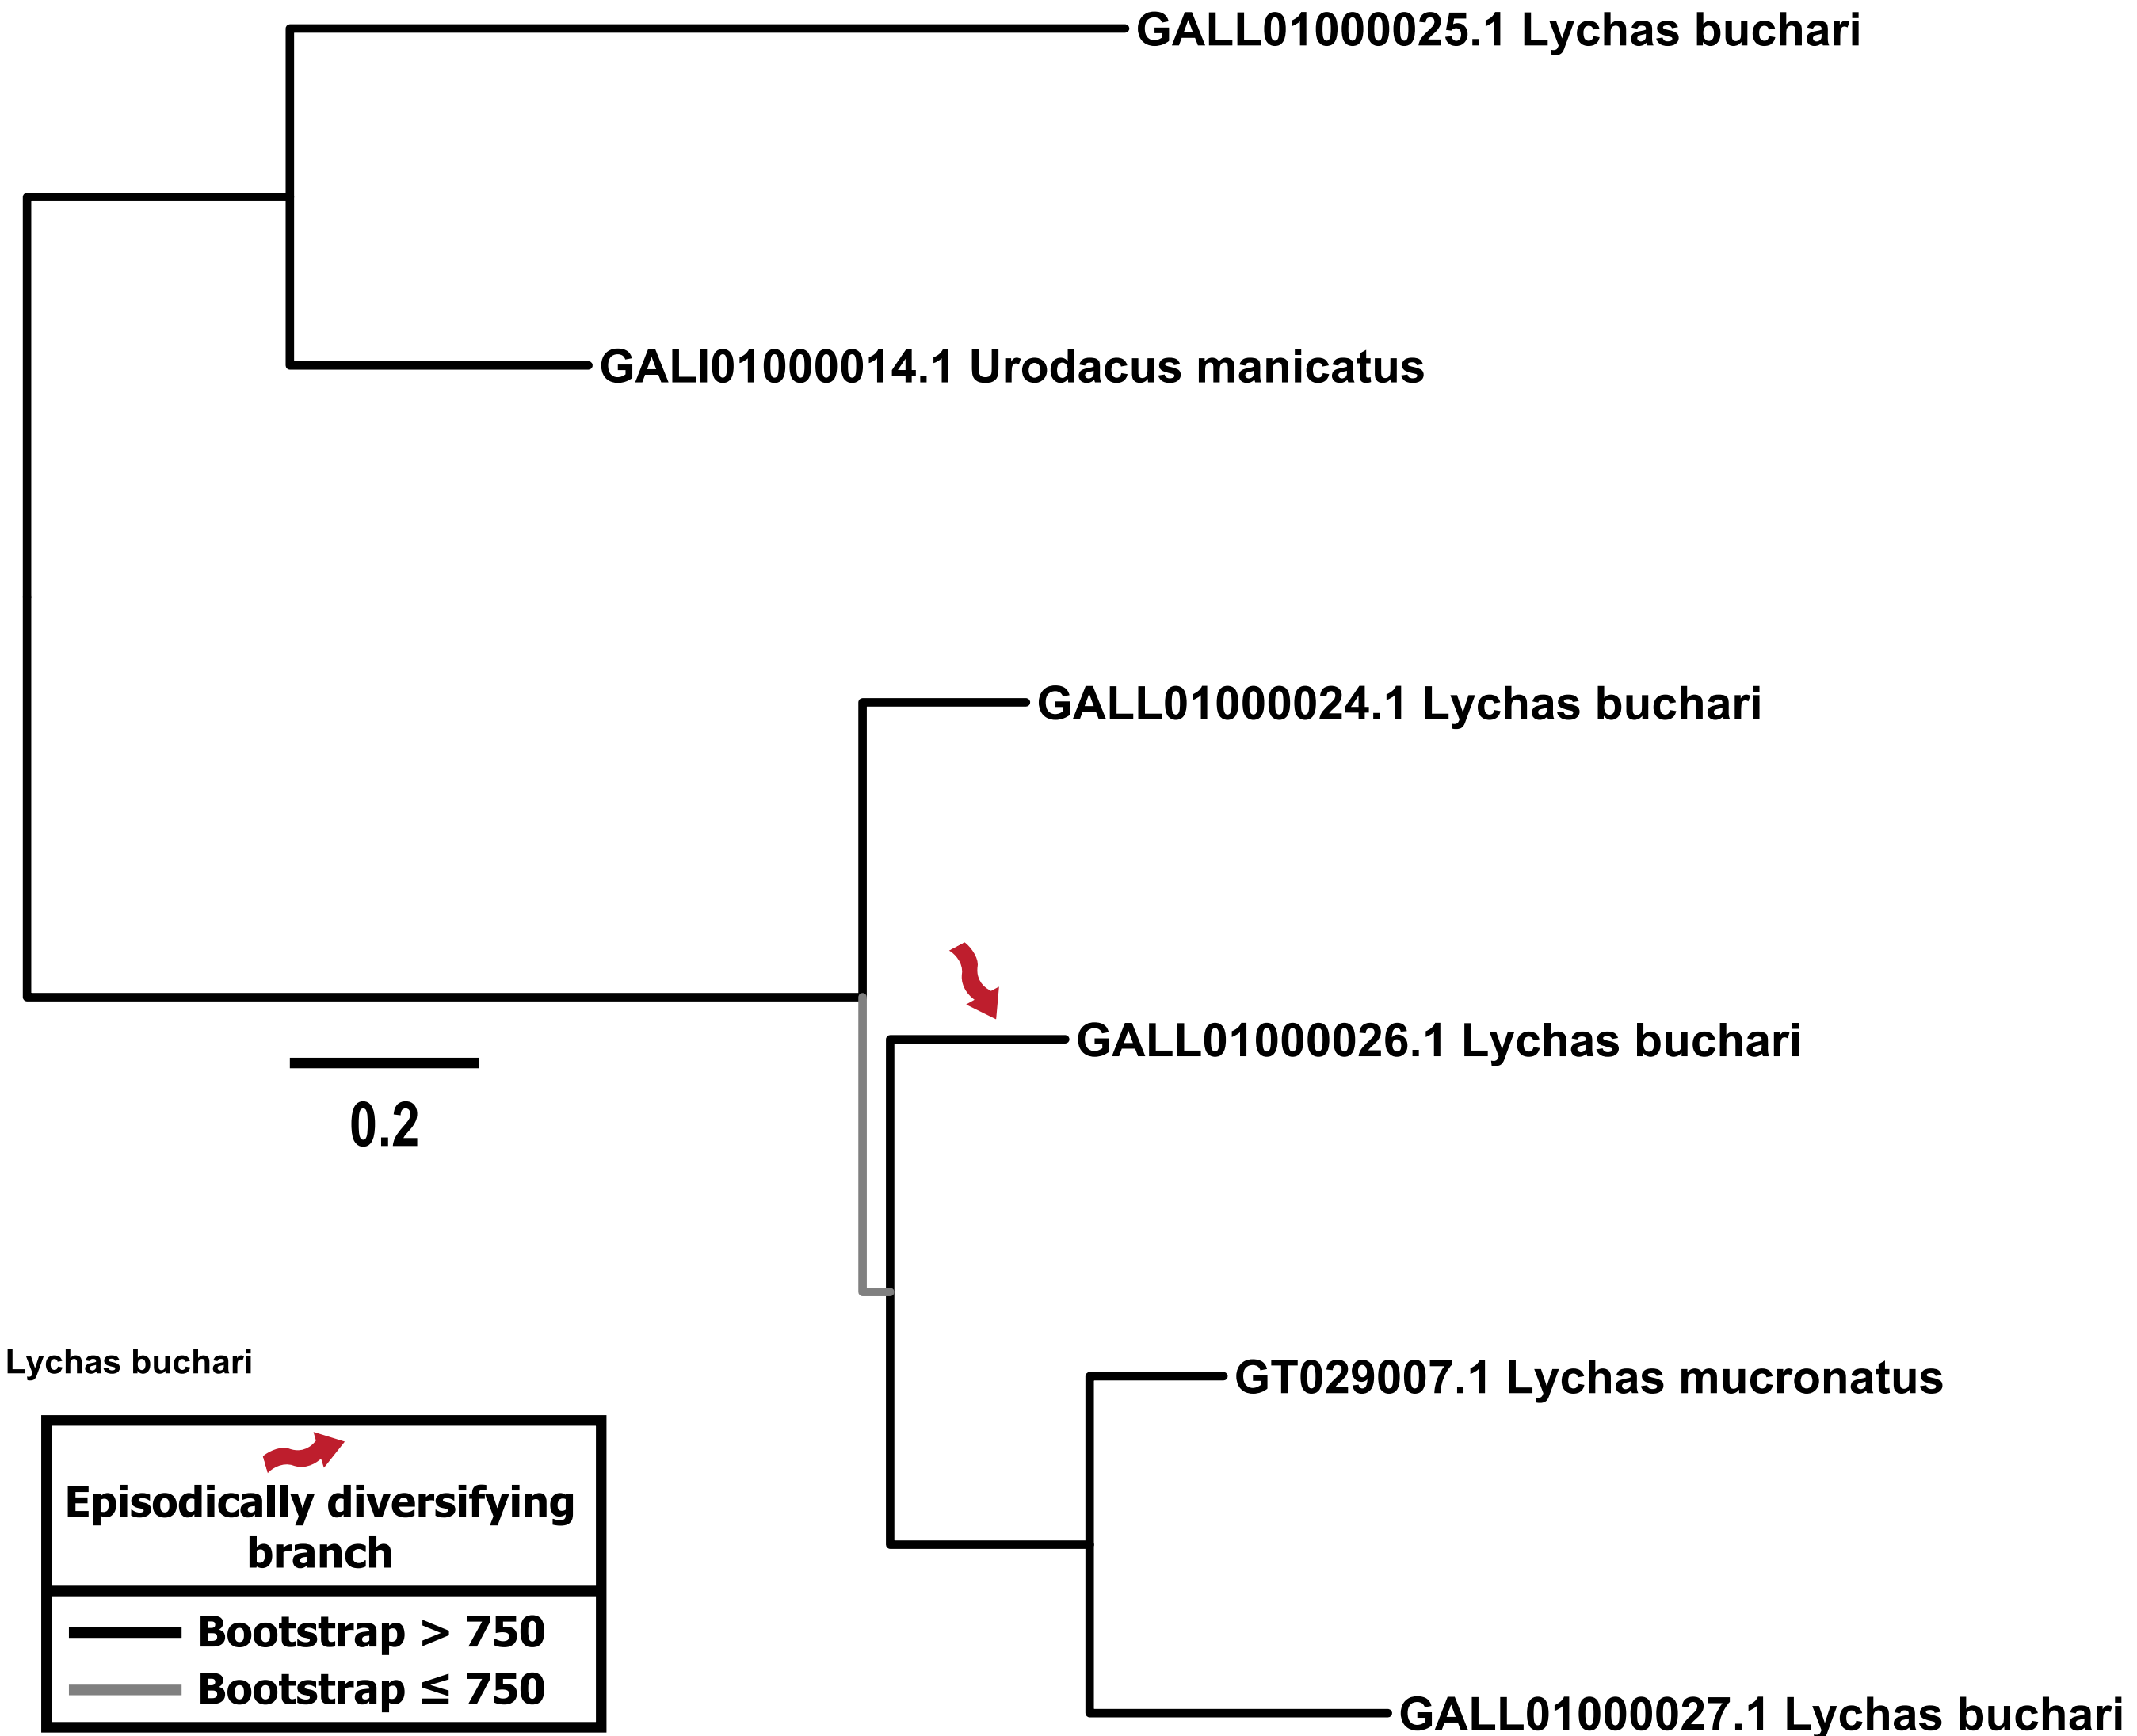 GALL01000025.1 Lychas buchari
GALI01000014.1 Urodacus manicatus
GALL01000024.1 Lychas buchari
GALL01000026.1 Lychas buchari
0.2
Lychas buchari
GT029007.1 Lychas mucronatus
Episodically diversifying
branch
Bootstrap > 750
Bootstrap ≤ 750
GALL01000027.1 Lychas buchari